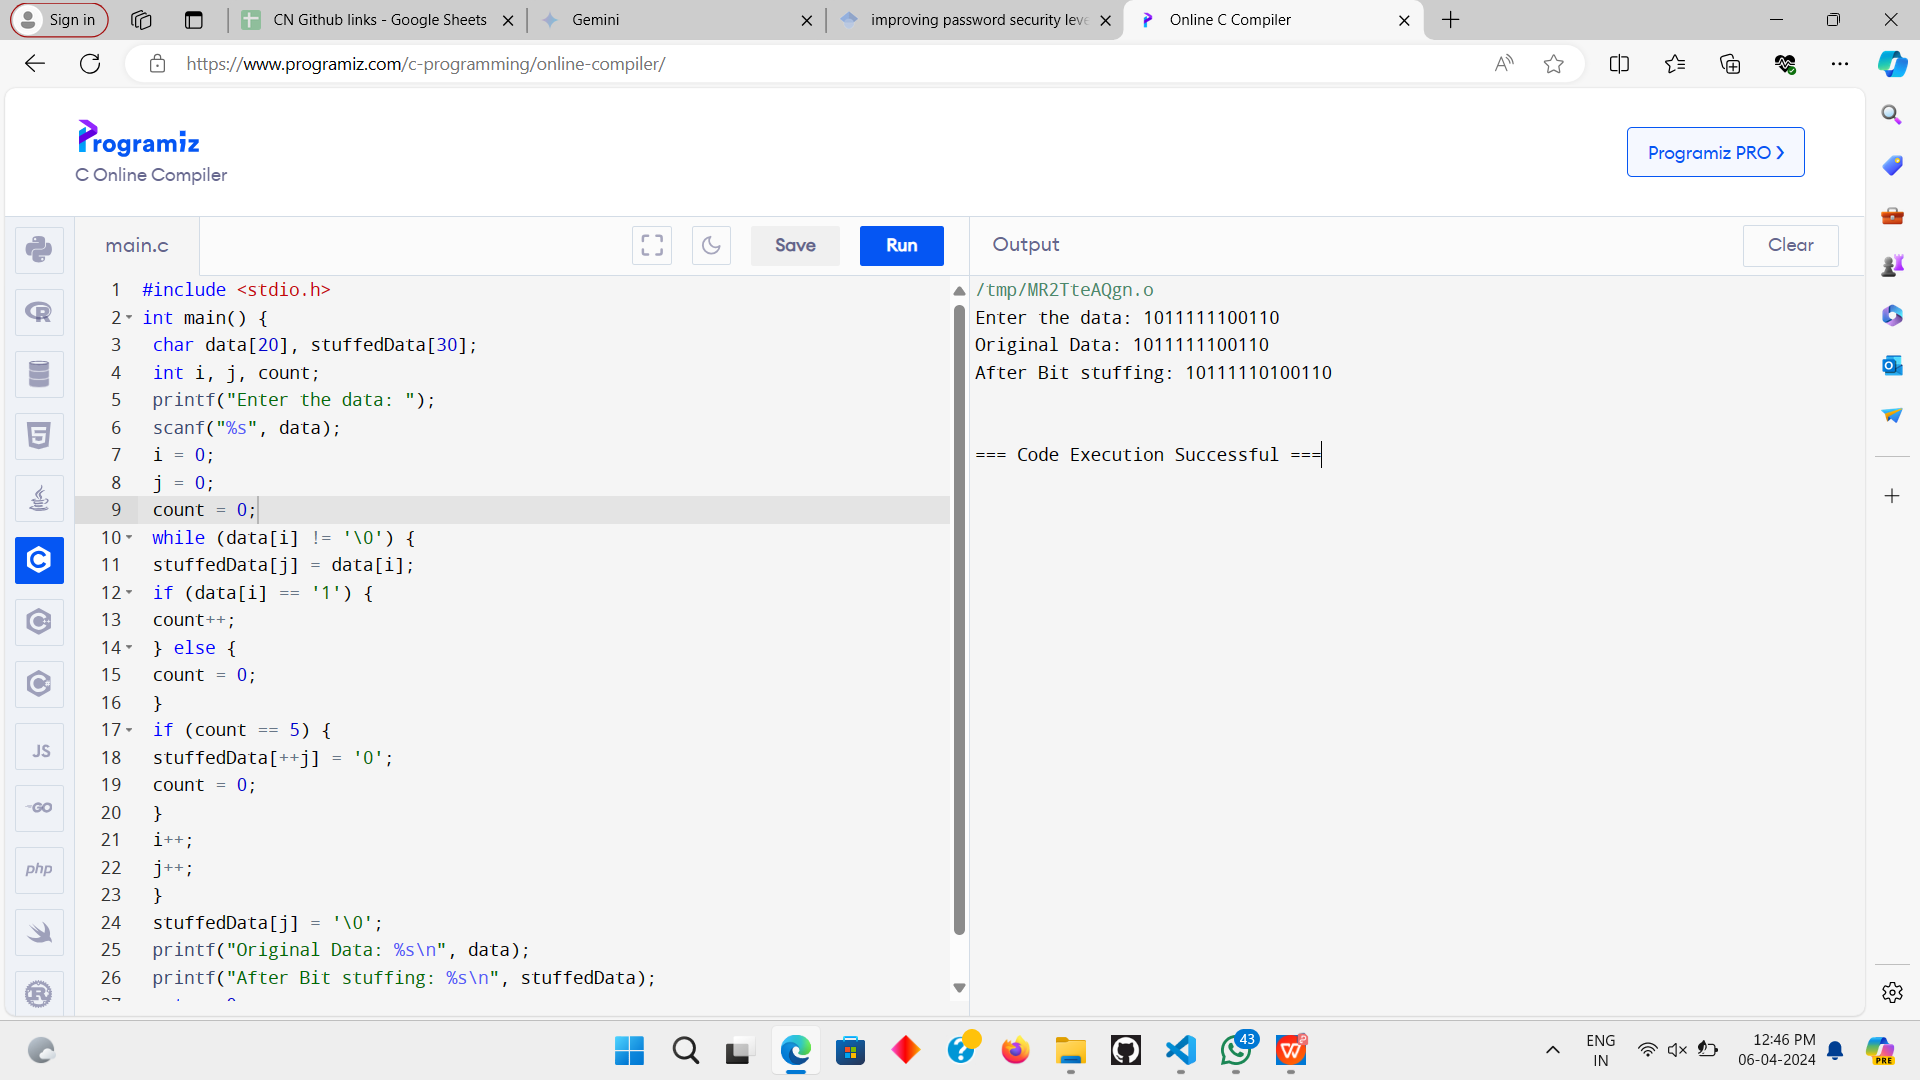 Sign in
CN Github links - Google Sheets
Gemini
improving password security leve
Online C Compiler
https://www.programiz.com/c-programming/online-compiler/
Programiz
C Online Compiler
Programiz PRO
main.c
Save
Run
Output
Clear
1 #include <stdio.h>
2 int main() {
3 char data[20], stuffedData[30];
4 int i, j, count;
5 printf("Enter the data: ");
6 scanf("%s", data);
7 i = 0;
8 j = 0;
9 count = 0;
10 while (data[i] != '\0') {
11 stuffedData[j] = data[i];
12 if (data[i] == '1') {
13 count++;
14 } else {
15 count = 0;
16 }
17 if (count == 5) {
18 stuffedData[++j] = '0';
19 count = 0;
20 }
21 i++;
22 j++;
23 }
24 stuffedData[j] = '\0';
25 printf("Original Data: %s\n", data);
26 printf("After Bit stuffing: %s\n", stuffedData);
/tmp/MR2TteAQgn.o
Enter the data: 1011111100110
Original Data: 1011111100110
After Bit stuffing: 10111110100110
=== Code Execution Successful ===
JS
GO
php
43
ENG
IN
12:46 PM
06-04-2024
PRE